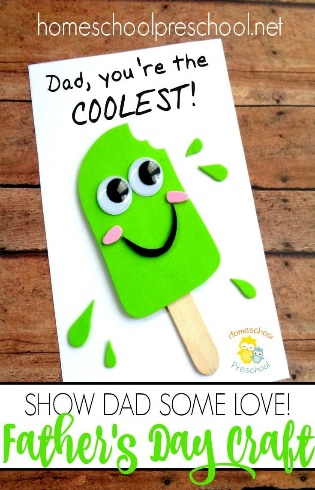 homeschoolpreschool.net
Dad, you're the
COOLEST!
Homeschool
Preschool
SHOW DAD SOME LOVE!
Father's Day Craft